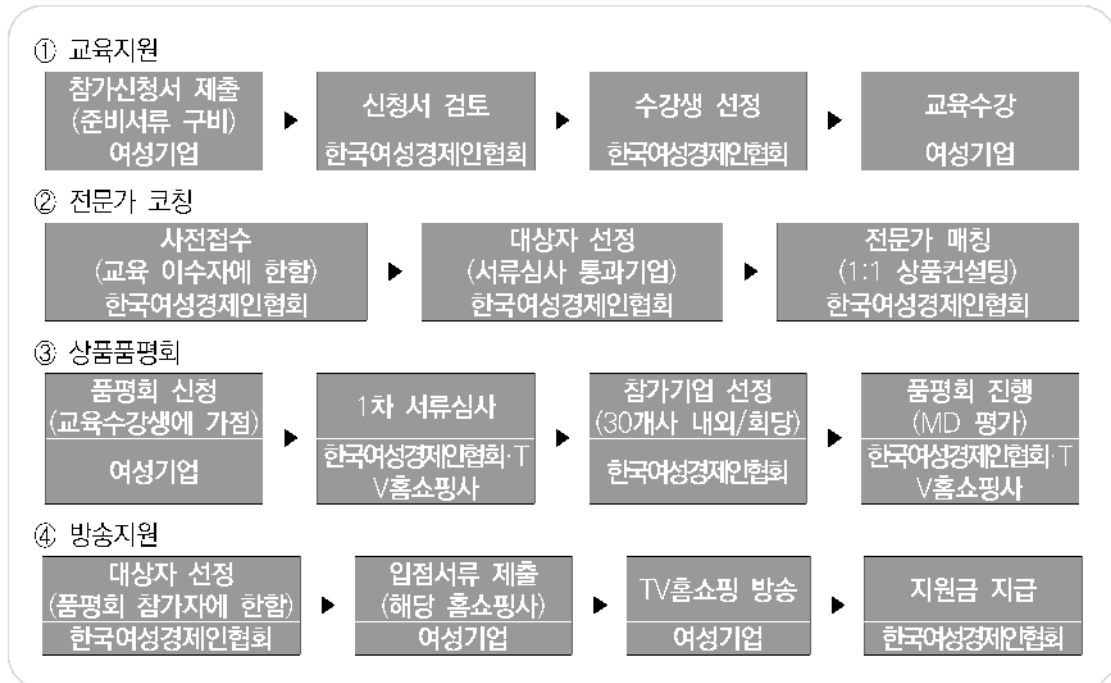 ① 교육지원
참가신청서 제출 ▶ 신청서 검토 ▶ 수강생 선정 ▶ 교육수강
(준비서류 구비)
여성기업 한국여성경제인협회 한국여성경제인협회 여성기업
② 전문가 코칭
사전접수 ▶ 대상자 선정 ▶ 전문가 매칭
(교육 이수자에 한함) (서류심사 통과기업) (1:1 상품컨설팅)
한국여성경제인협회 한국여성경제인협회 한국여성경제인협회
③ 상품품평회
품평회 신청 ▶ 1차 서류심사 ▶ 참가기업 선정 ▶ 품평회 진행
(교육수강생에 가점) (30개사 내외/회당) (MD 평가)
여성기업 한국여성경제인협회·T 한국여성경제인협회 한국여성경제인협회·T
V홈쇼핑사 V홈쇼핑사
④ 방송지원
대상자 선정 ▶ 입점서류 제출 ▶ TV홈쇼핑 방송 ▶ 지원금 지급
(품평회 참가자에 한함) (해당 홈쇼핑사)
한국여성경제인협회 여성기업 여성기업 한국여성경제인협회